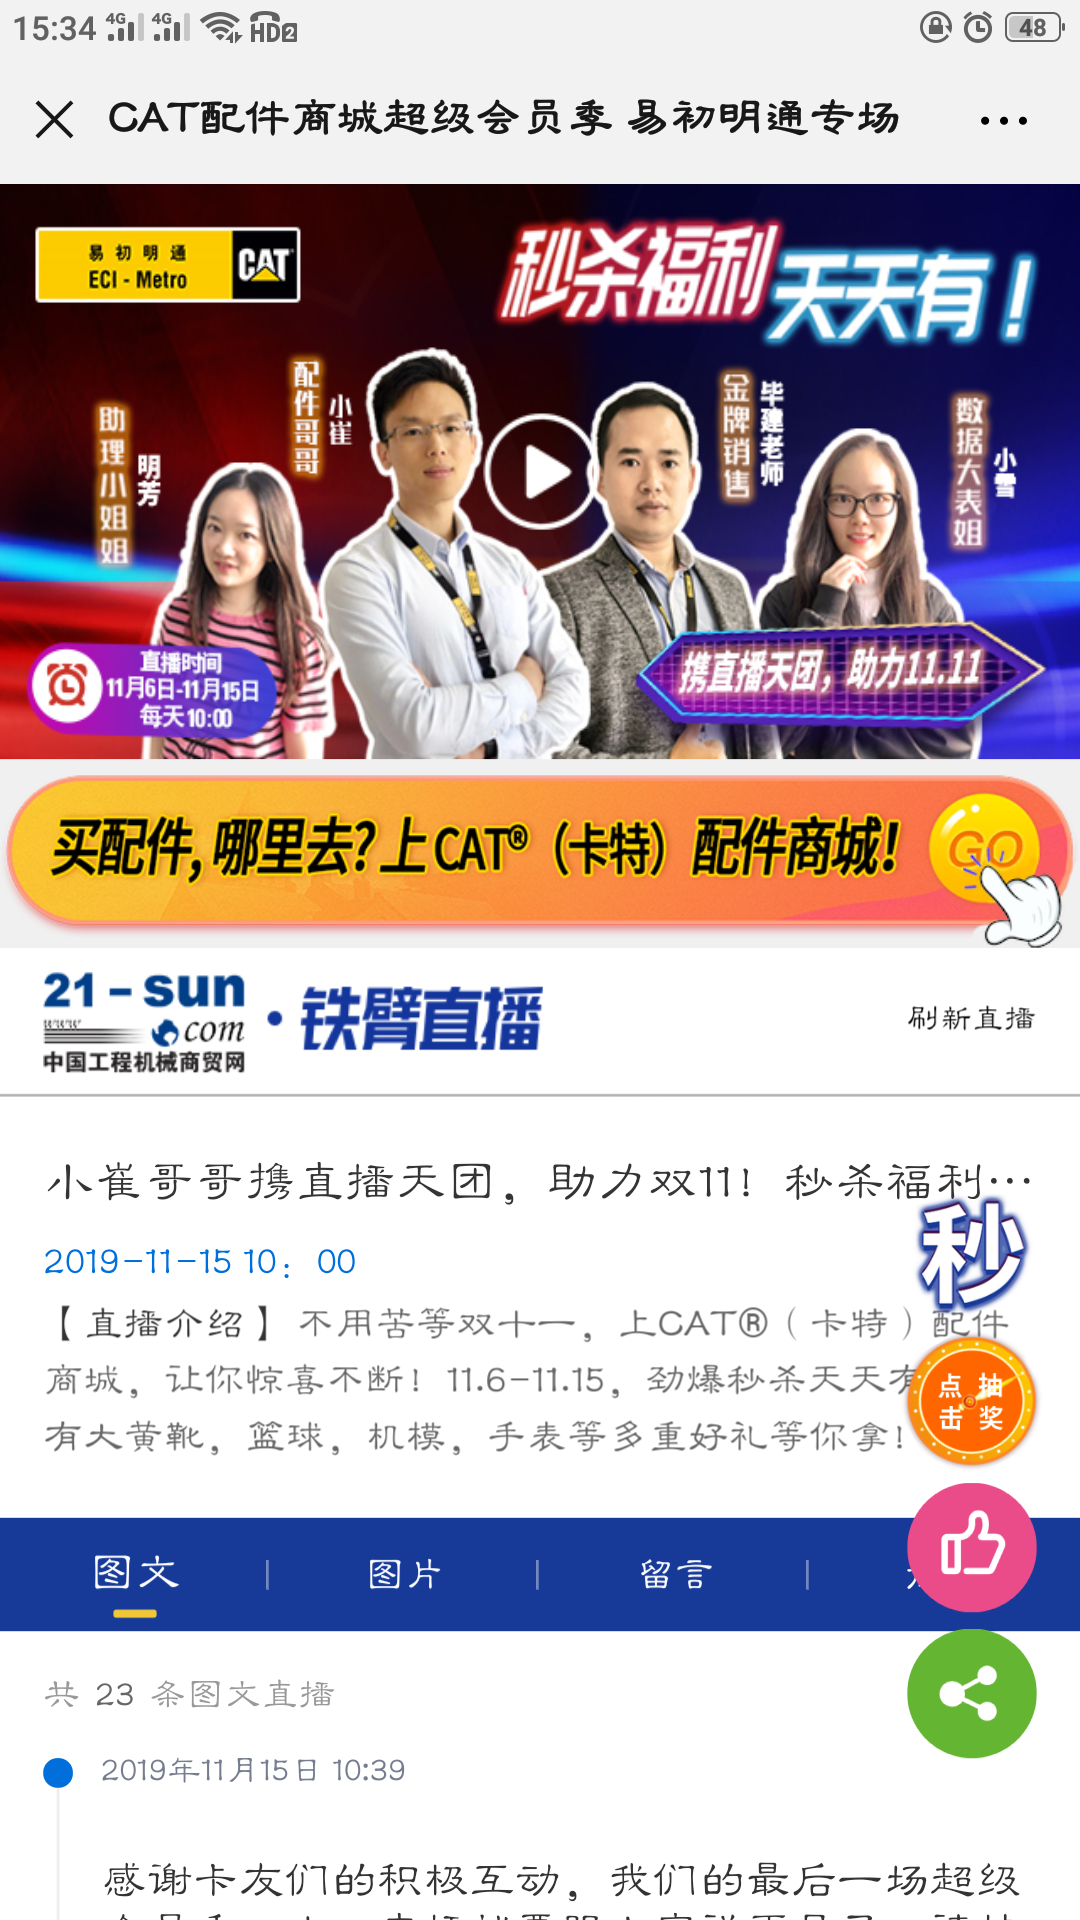 15:34 4G 4G HD2 48
CAT配件商城超级会员季 易初明通专场
易初明通
ECI - Metro
CAT
秒杀福利 天天有！
助理小姐姐 明芳
配件哥哥 小崔
金牌销售 毕建老师
数据大表姐 小雪
直播时间
11月6日-11月15日
每天10:00
携直播天团，助力11.11
买配件,哪里去?上CAT®（卡特）配件商城!
GO
21-sun
.com
中国工程机械商贸网
·铁臂直播
刷新直播
小崔哥哥携直播天团，助力双11！秒杀福利…
秒
2019-11-15 10：00
【直播介绍】不用苦等双十一，上CAT®（卡特）配件
商城，让你惊喜不断！11.6-11.15，劲爆秒杀天天有
有大黄靴，篮球，机模，手表等多重好礼等你拿！
点 抽
击 奖
图文 | 图片 | 留言 |
共 23 条图文直播
2019年11月15日 10:39
感谢卡友们的积极互动，我们的最后一场超级